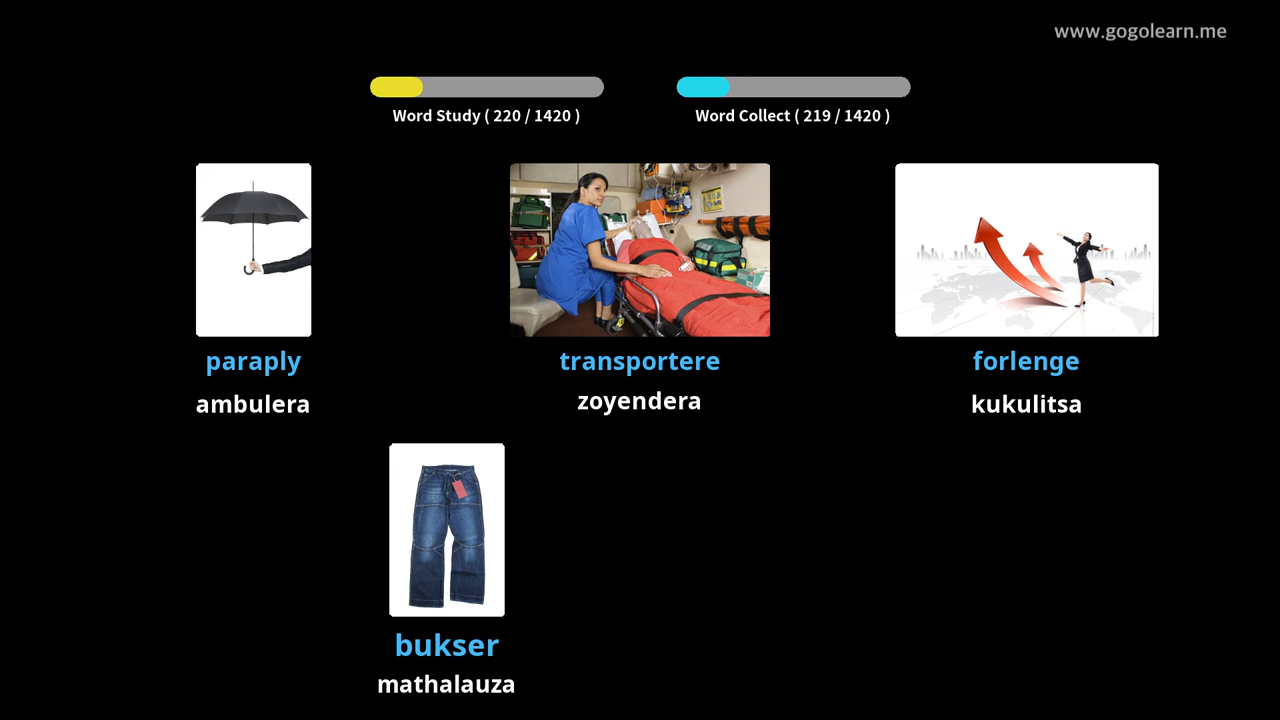 www.gogolearn.me
Word Study ( 220 / 1420 )
Word Collect ( 219 / 1420 )
paraply
transportere
forlenge
ambulera
zoyendera
kukulitsa
bukser
mathalauza